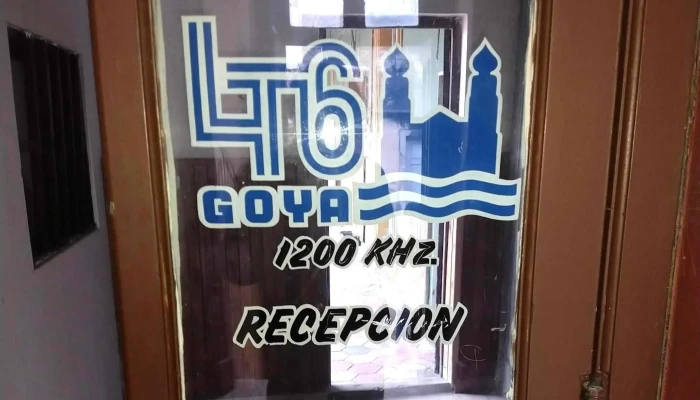 LT6
GOYA
1200 KHz.
RECEPCION